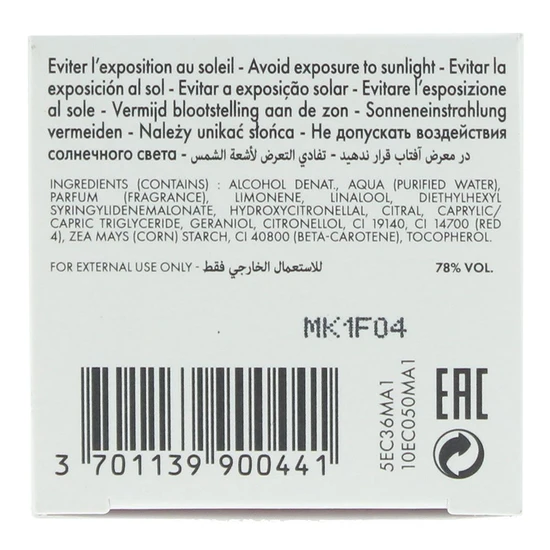 Eviter l'exposition au soleil - Avoid exposure to sunlight - Evitar la
exposición al sol - Evitar a exposição solar - Evitare l'esposizione
al sole - Vermijd blootstelling aan de zon - Sonneneinstrahlung
vermeiden - Należy unikać słońca - Не допускать воздействия
солнечного света - در معرض آفتاب قرار ندهید - تفادي التعرض لأشعة الشمس
INGREDIENTS (CONTAINS) : ALCOHOL DENAT., AQUA (PURIFIED WATER),
PARFUM (FRAGRANCE), LIMONENE, LINALOOL, DIETHYLHEXYL
SYRINGYLIDENEMALONATE, HYDROXYCITRONELLAL, CITRAL, CAPRYLIC/
CAPRIC TRIGLYCERIDE, GERANIOL, CITRONELLOL, CI 19140, CI 14700 (RED
4), ZEA MAYS (CORN) STARCH, CI 40800 (BETA-CAROTENE), TOCOPHEROL.
FOR EXTERNAL USE ONLY - للاستعمال الخارجي فقط 78% VOL.
MK1F04
5EC36MA1
10EC050MA1
EAC
3 701139 900441